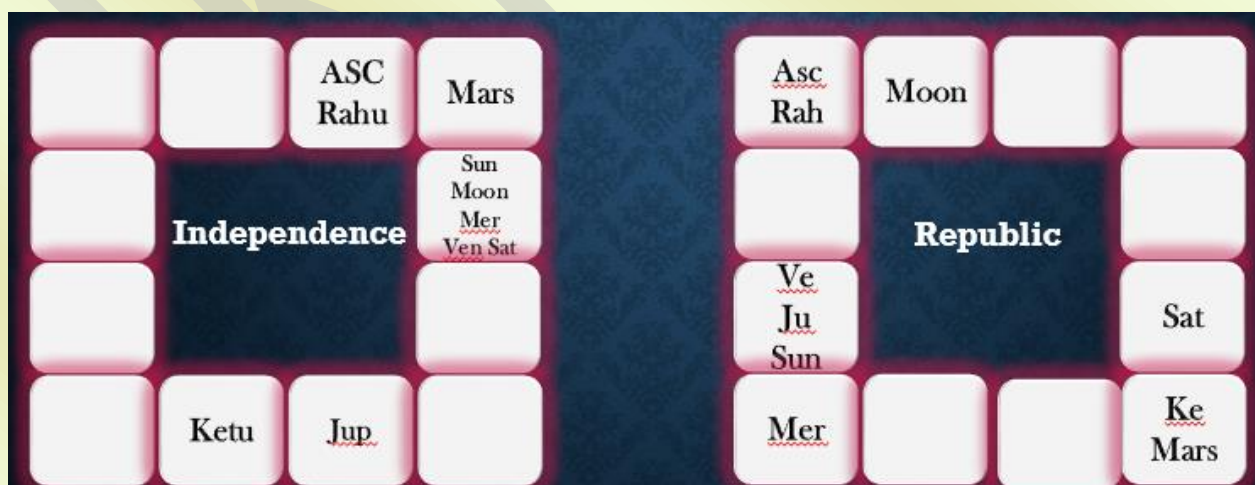 ASC
Rahu
Mars
Sun
Moon
Mer
Ven Sat
Independence
Ketu
Jup
Asc
Rah
Moon
Republic
Ve
Ju
Sun
Sat
Mer
Ke
Mars